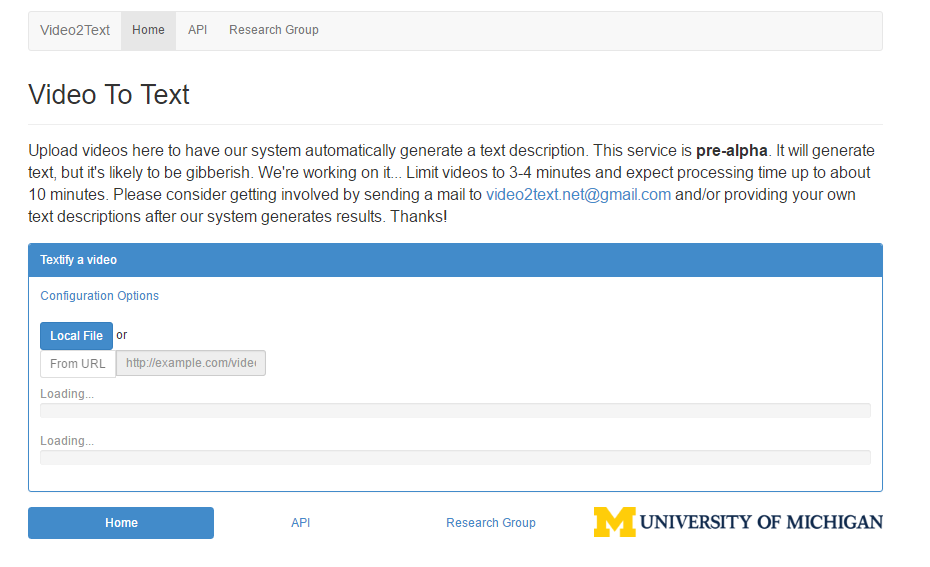 Video2Text Home API Research Group
Video To Text
Upload videos here to have our system automatically generate a text description. This service is pre-alpha. It will generate
text, but it's likely to be gibberish. We're working on it... Limit videos to 3-4 minutes and expect processing time up to about
10 minutes. Please consider getting involved by sending a mail to video2text.net@gmail.com and/or providing your own
text descriptions after our system generates results. Thanks!
Textify a video
Configuration Options
Local File or
From URL http://example.com/video
Loading...
Loading...
Home API Research Group M UNIVERSITY OF MICHIGAN